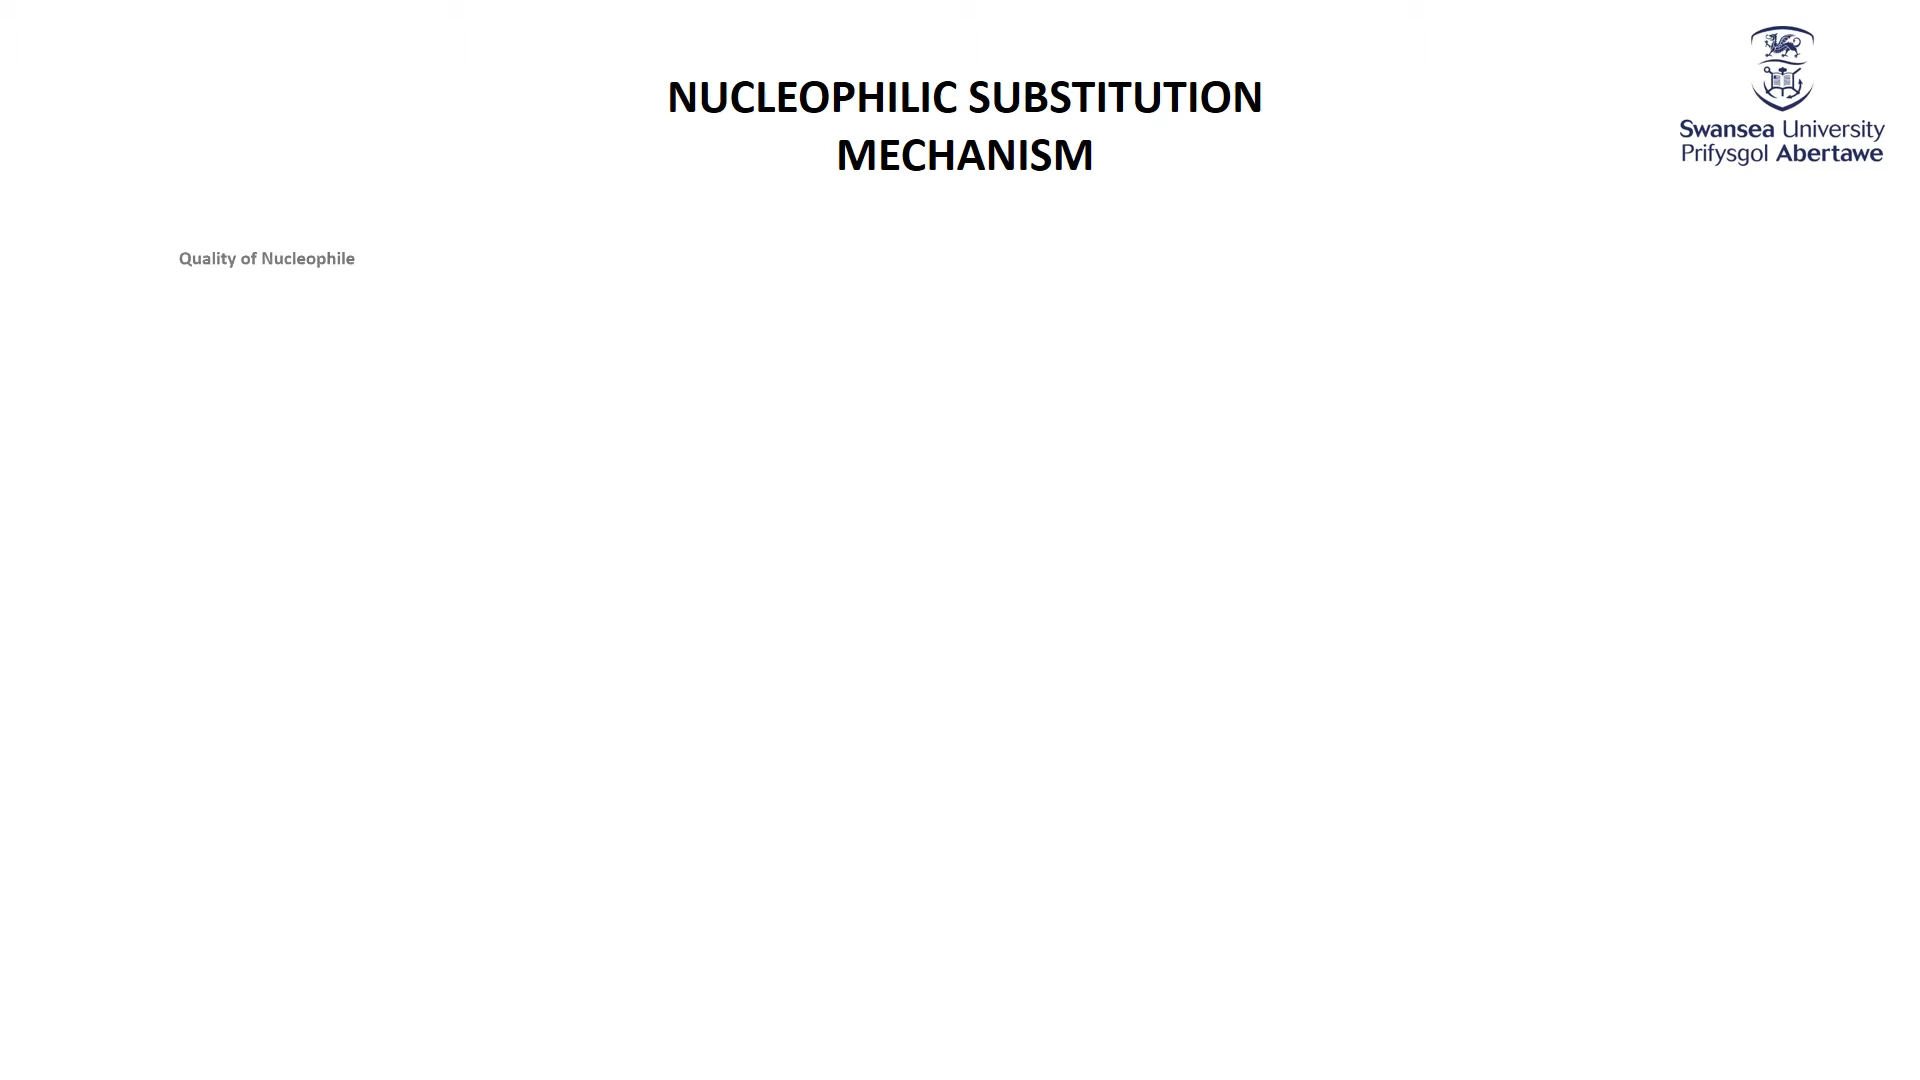 NUCLEOPHILIC SUBSTITUTION
MECHANISM
Swansea University
Prifysgol Abertawe
Quality of Nucleophile